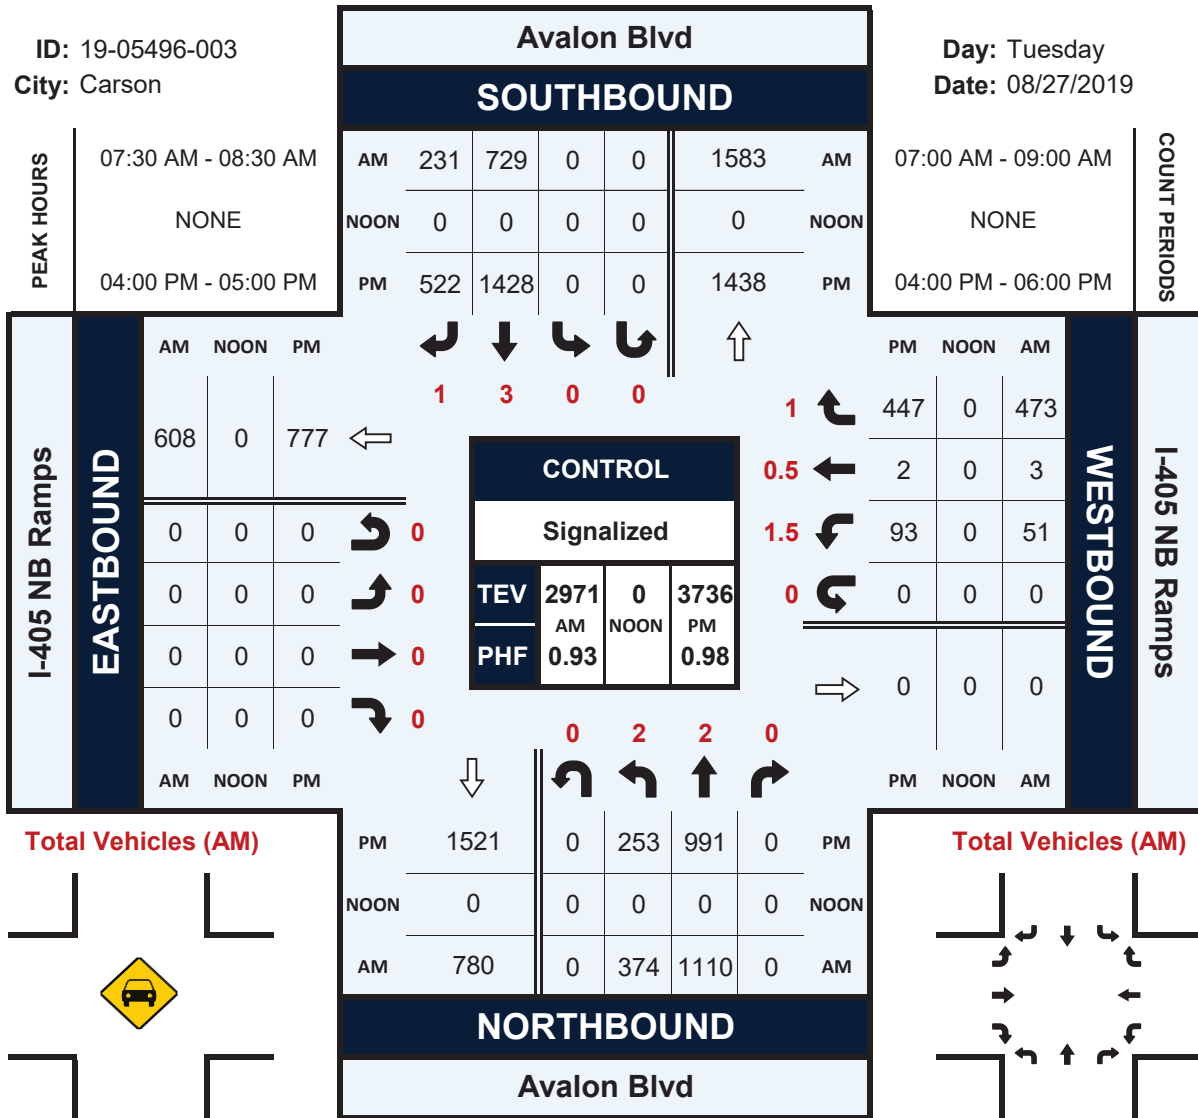 ID: 19-05496-003
City: Carson
Avalon Blvd
SOUTHBOUND
Day: Tuesday
Date: 08/27/2019
PEAK HOURS
07:30 AM - 08:30 AM
NONE
04:00 PM - 05:00 PM
AM 231 729 0 0 1583 AM
NOON 0 0 0 0 0 NOON
PM 522 1428 0 0 1438 PM
07:00 AM - 09:00 AM
NONE
04:00 PM - 06:00 PM
COUNT PERIODS
1 3 0 0
I-405 NB Ramps
EASTBOUND
AM NOON PM
608 0 777
0 0 0 0
0 0 0 0
0 0 0 0
0 0 0 0
AM NOON PM
CONTROL
Signalized
TEV 2971 0 3736
AM NOON PM
PHF 0.93 0.98
PM NOON AM
1 447 0 473
0.5 2 0 3
1.5 93 0 51
0 0 0 0
0 0 0
PM NOON AM
WESTBOUND
I-405 NB Ramps
0 2 2 0
PM 1521 0 253 991 0 PM
NOON 0 0 0 0 0 NOON
AM 780 0 374 1110 0 AM
NORTHBOUND
Avalon Blvd
Total Vehicles (AM)
Total Vehicles (AM)